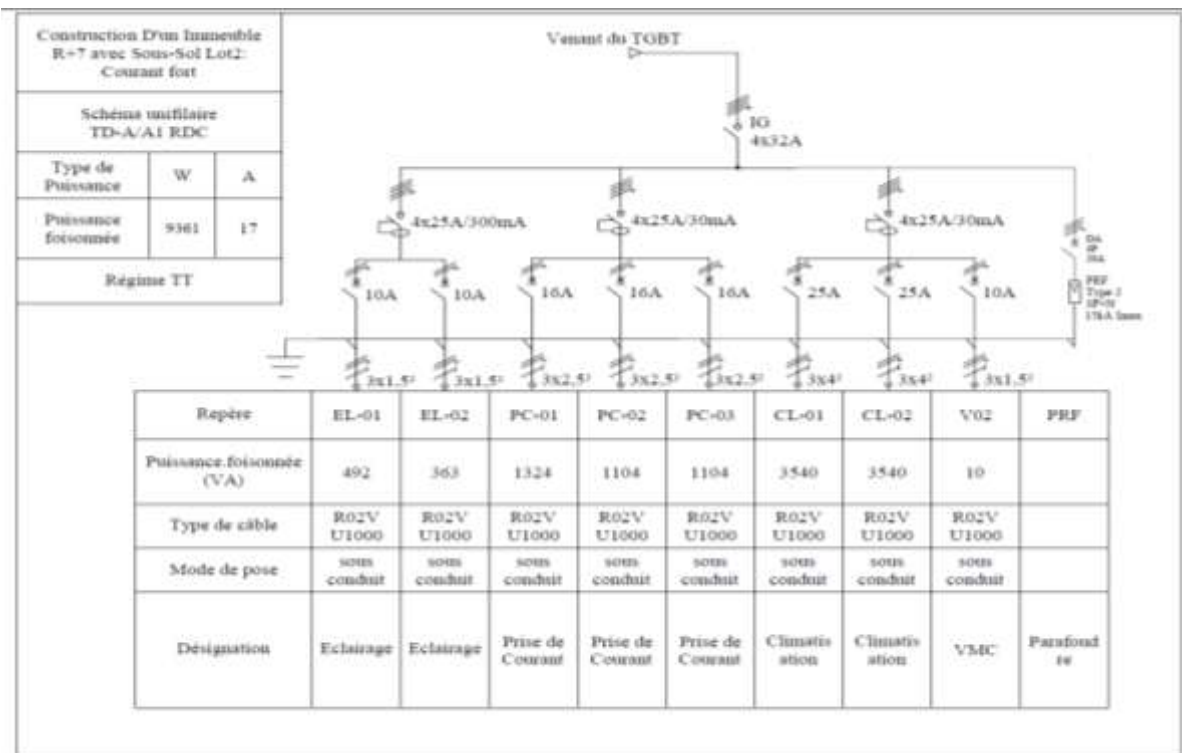 Construction D'un Immeuble
R+7 avec Sous-Sol Lot2:
Courant fort
Schéma unifilaire
TD-A/A1 RDC
Type de Puissance W A
Puissance foisonnée 9361 17
Régime TT
Venant du TGBT
IG
4x32A
4x25A/300mA 4x25A/30mA 4x25A/30mA
10A 10A 16A 16A 16A 25A 25A 10A
PRF
3x1,5² 3x1,5² 3x2,5² 3x2,5² 3x2,5² 3x4² 3x4² 3x1,5²
Repère EL-01 EL-02 PC-01 PC-02 PC-03 CL-01 CL-02 V02 PRF
Puissance.foisonnée (VA) 492 363 1324 1104 1104 3540 3540 10
Type de câble R02V U1000 R02V U1000 R02V U1000 R02V U1000 R02V U1000 R02V U1000 R02V U1000 R02V U1000
Mode de pose sous conduit sous conduit sous conduit sous conduit sous conduit sous conduit sous conduit sous conduit
Désignation Eclairage Eclairage Prise de Courant Prise de Courant Prise de Courant Climatis ation Climatis ation VMC Parafoud re